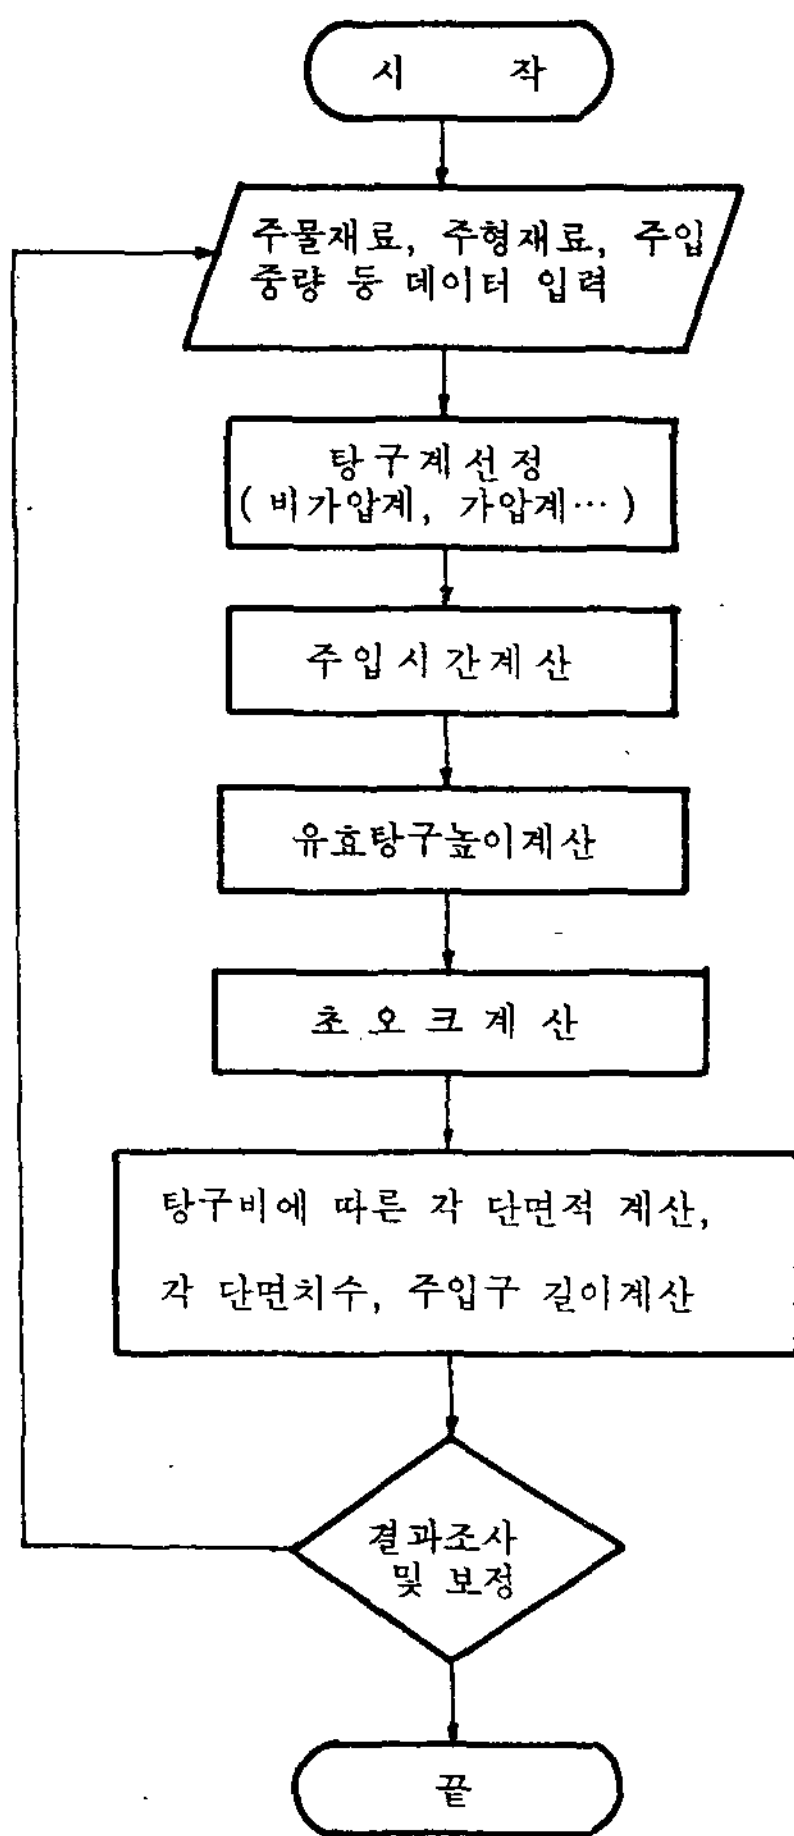 시 작
주물재료, 주형재료, 주입
중량 등 데이터 입력
탕구계선정
(비가압계, 가압계…)
주입시간계산
유효탕구높이계산
초오크계산
탕구비에 따른 각 단면적 계산,
각 단면치수, 주입구 길이계산
결과조사
및 보정
끝